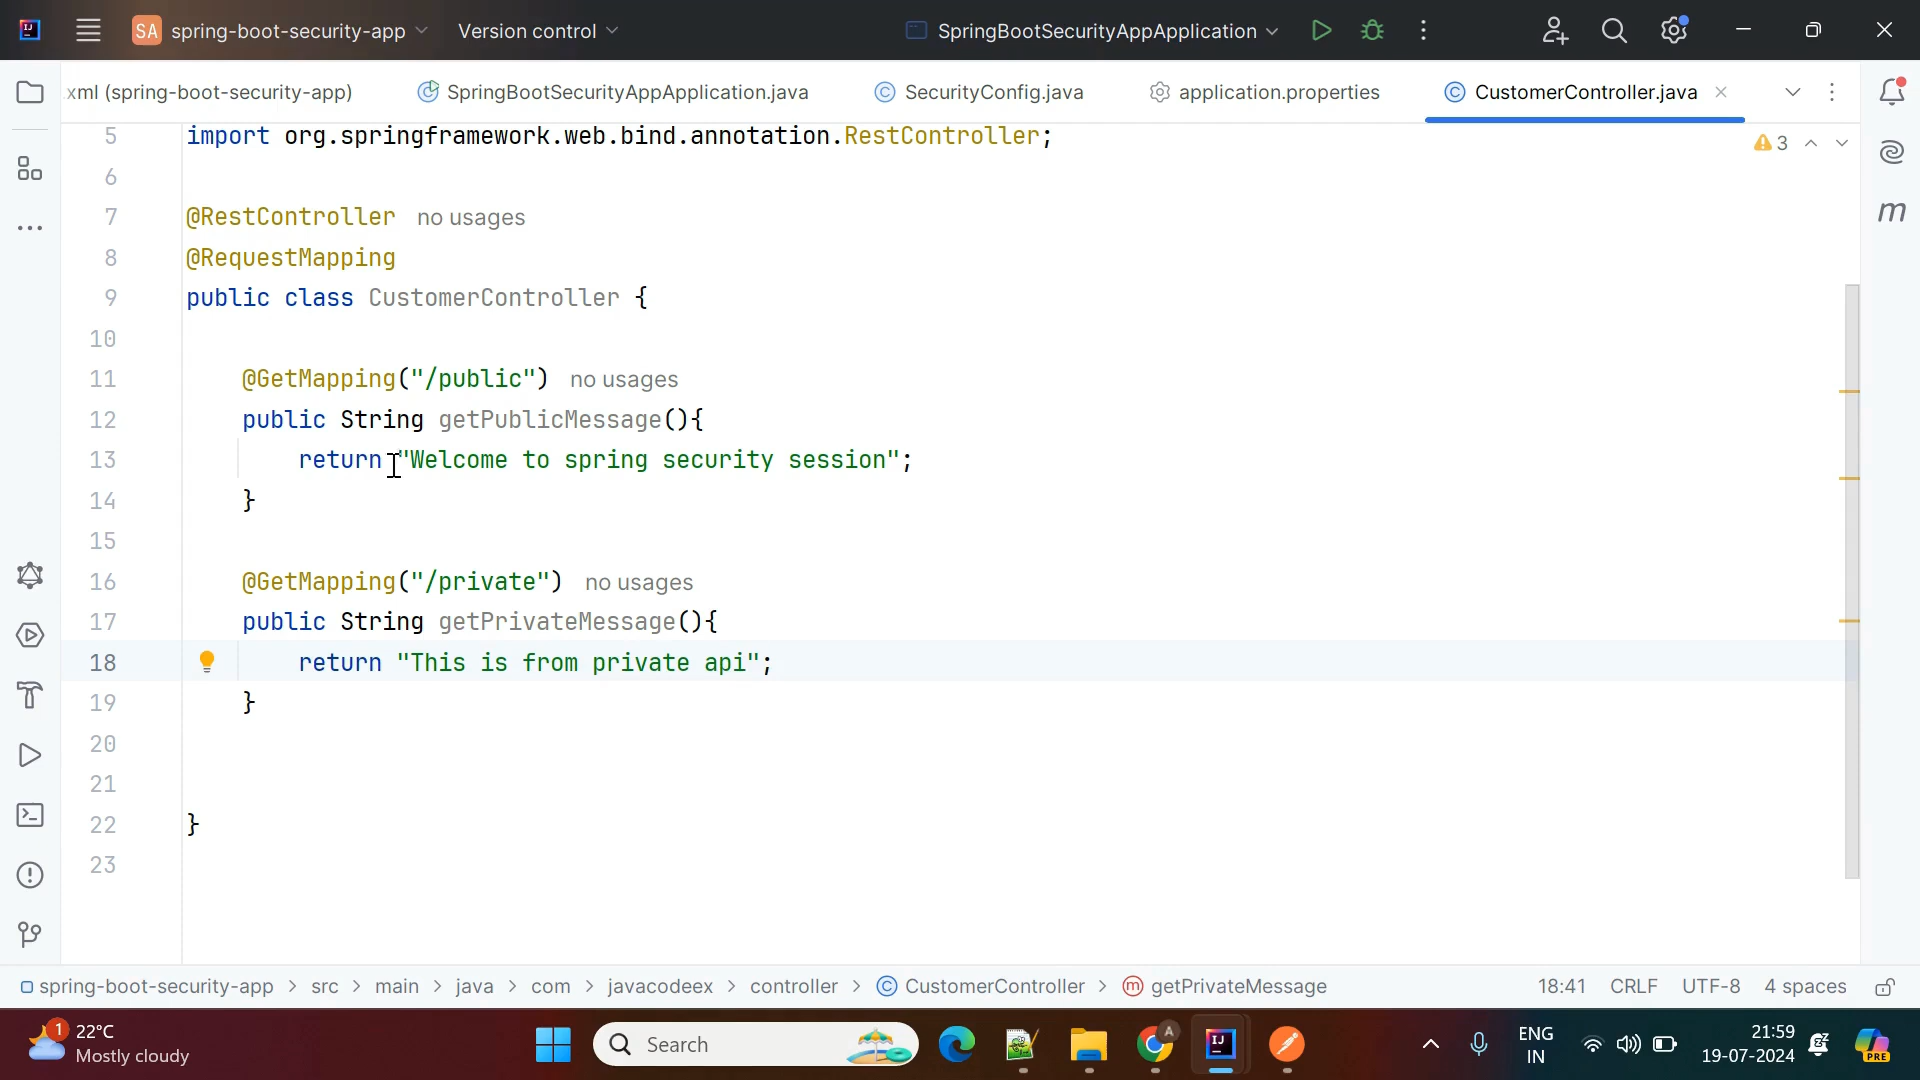 SA spring-boot-security-app Version control SpringBootSecurityAppApplication
xml (spring-boot-security-app) SpringBootSecurityAppApplication.java SecurityConfig.java application.properties CustomerController.java
5 import org.springframework.web.bind.annotation.RestController;
3
6
7 @RestController no usages
8 @RequestMapping
9 public class CustomerController {
10
11 @GetMapping("/public") no usages
12 public String getPublicMessage(){
13 return "Welcome to spring security session";
14 }
15
16 @GetMapping("/private") no usages
17 public String getPrivateMessage(){
18 return "This is from private api";
19 }
20
21
22 }
23
spring-boot-security-app > src > main > java > com > javacodeex > controller > CustomerController > getPrivateMessage 18:41 CRLF UTF-8 4 spaces
1 22°C
Mostly cloudy
Search
A
ENG
IN
21:59
19-07-2024
PRE